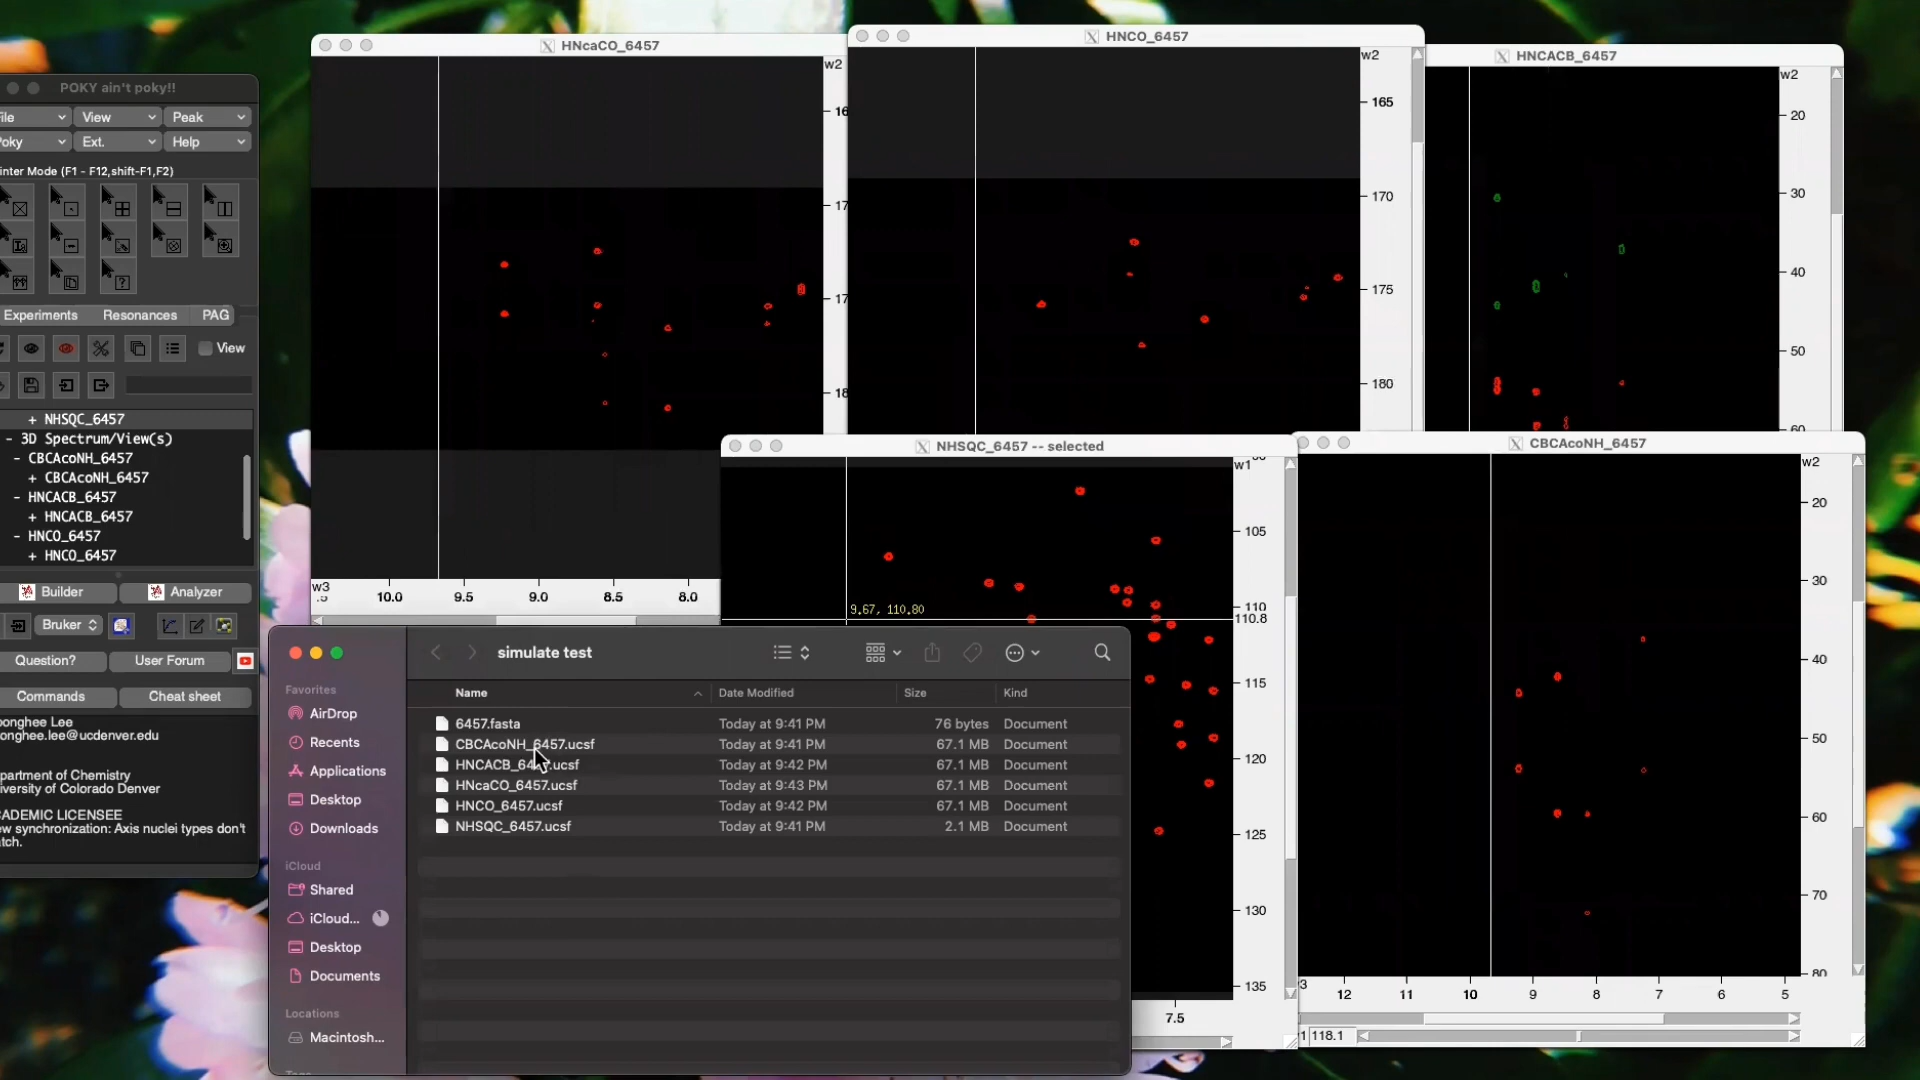 POKY ain't poky!!
ile View Peak
oky Ext. Help
inter Mode (F1 - F12,shift-F1,F2)
Experiments Resonances PAG
View
+ NHSQC_6457
- 3D Spectrum/View(s)
- CBCAcoNH_6457
+ CBCAcoNH_6457
- HNCACB_6457
+ HNCACB_6457
- HNCO_6457
+ HNCO_6457
Builder Analyzer
Bruker
Question? User Forum
Commands Cheat sheet
oonghee Lee
onghee.lee@ucdenver.edu
partment of Chemistry
iversity of Colorado Denver
CADEMIC LICENSEE
ew synchronization: Axis nuclei types don't
atch.
HNcaCO_6457
w2
16
17
17
18
w3
10.0 9.5 9.0 8.5 8.0
HNCO_6457
w2
165
170
175
180
HNCACB_6457
w2
20
30
40
50
60
NHSQC_6457 -- selected
w1
105
110
110.8
115
120
125
130
135
9.67, 110.80
7.5
CBCAcoNH_6457
w2
20
30
40
50
60
70
80
12 11 10 9 8 7 6 5
118.1
simulate test
Favorites
AirDrop
Recents
Applications
Desktop
Downloads
iCloud
Shared
iCloud...
Desktop
Documents
Locations
Macintosh...
Name Date Modified Size Kind
6457.fasta Today at 9:41 PM 76 bytes Document
CBCAcoNH_6457.ucsf Today at 9:41 PM 67.1 MB Document
HNCACB_6457.ucsf Today at 9:42 PM 67.1 MB Document
HNcaCO_6457.ucsf Today at 9:43 PM 67.1 MB Document
HNCO_6457.ucsf Today at 9:42 PM 67.1 MB Document
NHSQC_6457.ucsf Today at 9:41 PM 2.1 MB Document